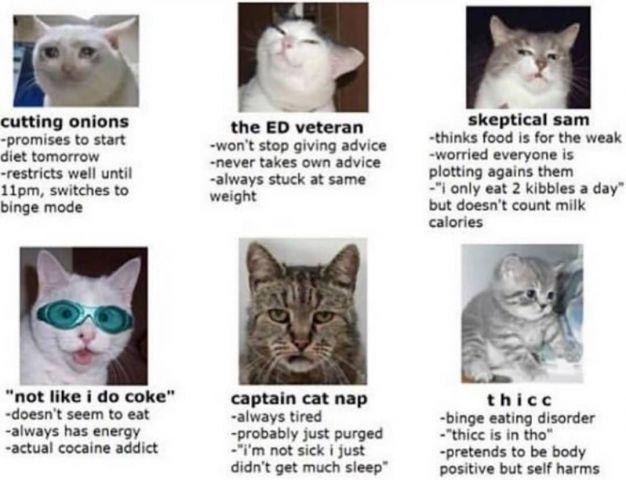 cutting onions
-promises to start
diet tomorrow
-restricts well until
11pm, switches to
binge mode
the ED veteran
-won't stop giving advice
-never takes own advice
-always stuck at same
weight
skeptical sam
-thinks food is for the weak
-worried everyone is
plotting agains them
-"i only eat 2 kibbles a day"
but doesn't count milk
calories
"not like i do coke"
-doesn't seem to eat
-always has energy
-actual cocaine addict
captain cat nap
-always tired
-probably just purged
-"i'm not sick i just
didn't get much sleep"
thicc
-binge eating disorder
-"thicc is in tho"
-pretends to be body
positive but self harms